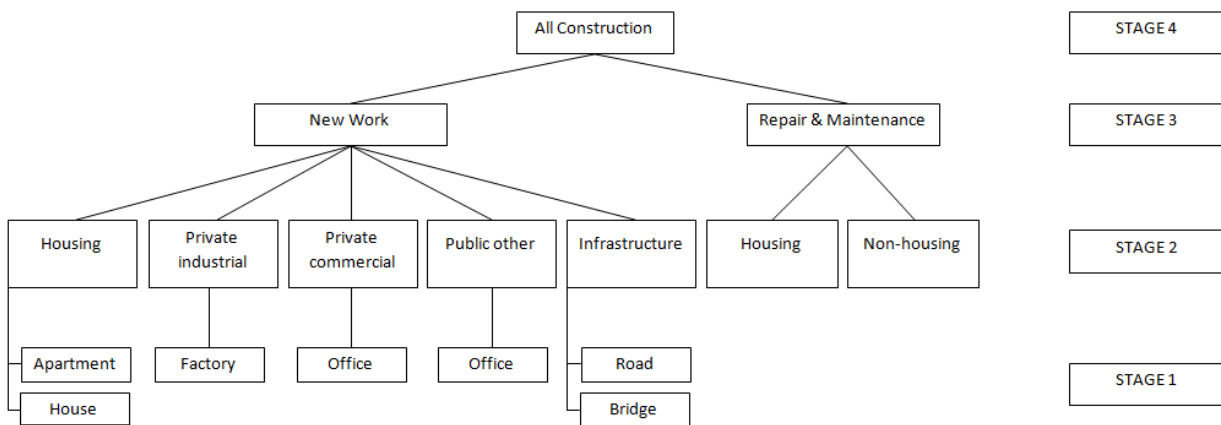 All Construction
STAGE 4
New Work
Repair & Maintenance
STAGE 3
Housing
Private
industrial
Private
commercial
Public other
Infrastructure
Housing
Non-housing
STAGE 2
Apartment
Factory
Office
Office
Road
STAGE 1
House
Bridge